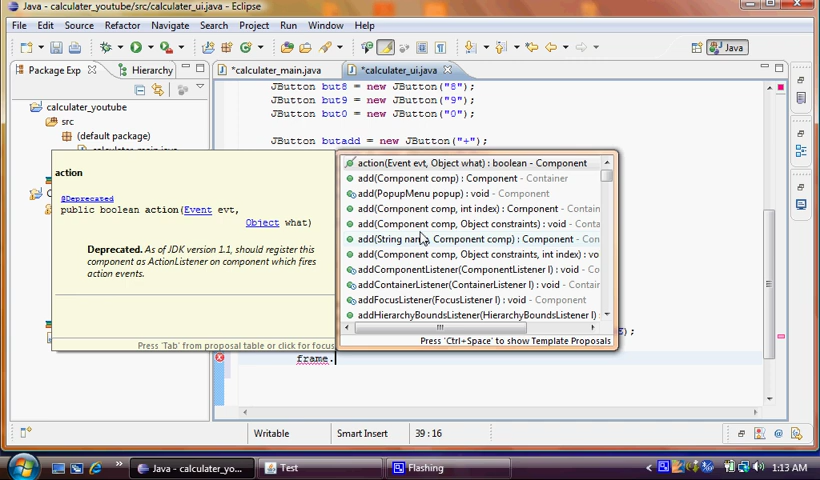 calculater_youtube/src/calculater_ui.java - Eclipse
File Edit Source Refactor Navigate Search Project Run Window Help
Java
Package Exp Hierarchy *calculater_main.java *calculater_ui.java
calculater_youtube
src
(default package)
JButton but8 = new JButton("8");
JButton but9 = new JButton("9");
JButton but0 = new JButton("0");
JButton butadd = new JButton("+");
action
@Deprecated
public boolean action(Event evt,
Object what)
Deprecated. As of JDK version 1.1, should register this
component as ActionListener on component which fires
action events.
Press 'Tab' from proposal table or click for focus
action(Event evt, Object what) : boolean - Component
add(Component comp) : Component - Container
add(PopupMenu popup) : void - Component
add(Component comp, int index) : Component - Contain
add(Component comp, Object constraints) : void - Conta
add(String name, Component comp) : Component - Con
add(Component comp, Object constraints, int index) : vo
addComponentListener(ComponentListener l) : void - Co
addContainerListener(ContainerListener l) : void - Contai
addFocusListener(FocusListener l) : void - Component
addHierarchyBoundsListener(HierarchyBoundsListener l)
Press 'Ctrl+Space' to show Template Proposals
frame.
Writable Smart Insert 39 : 16
Java - calculater_yo... Test Flashing 1:13 AM